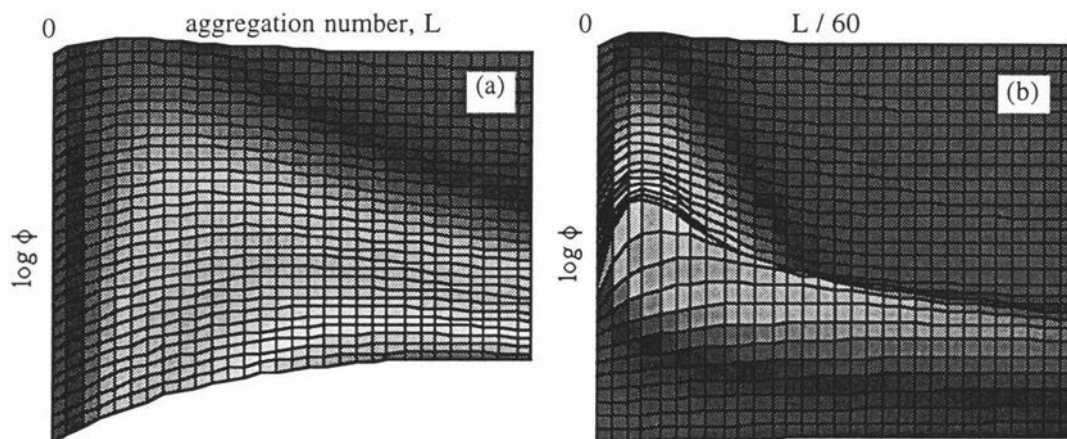 0 aggregation number, L
(a)
log ϕ
0 L / 60
(b)
log ϕ